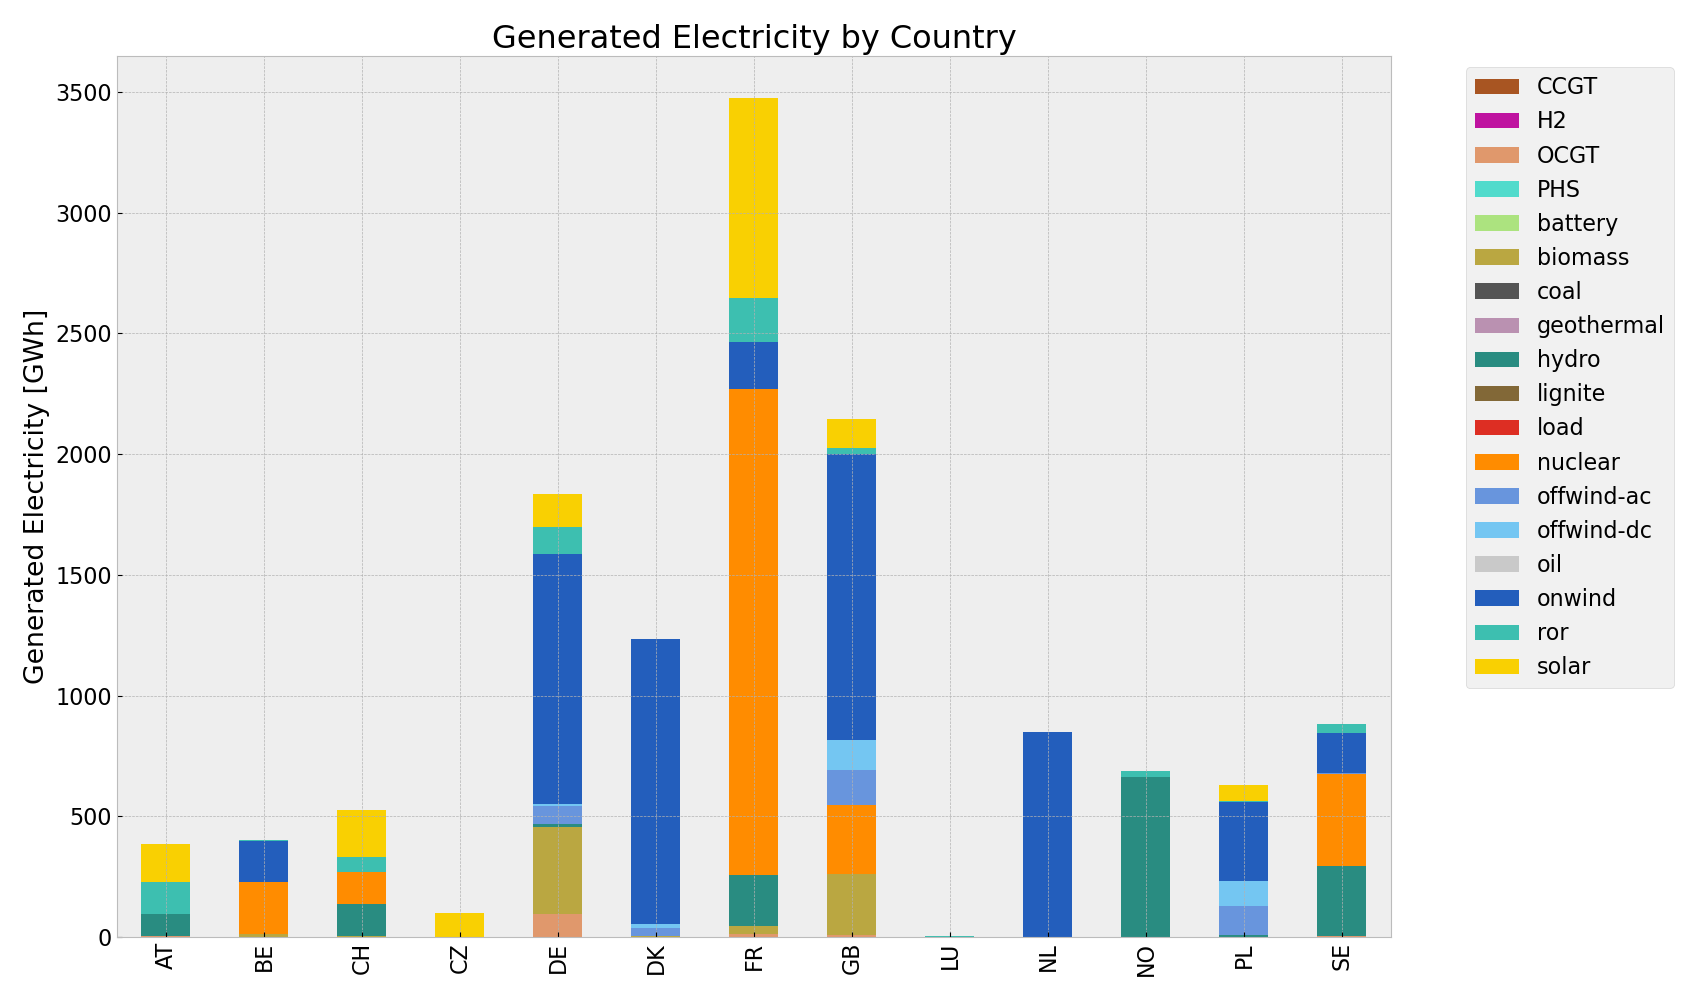 Generated Electricity by Country
Generated Electricity [GWh]
3500
3000
2500
2000
1500
1000
500
0
AT
BE
CH
CZ
DE
DK
FR
GB
LU
NL
NO
PL
SE
CCGT
H2
OCGT
PHS
battery
biomass
coal
geothermal
hydro
lignite
load
nuclear
offwind-ac
offwind-dc
oil
onwind
ror
solar